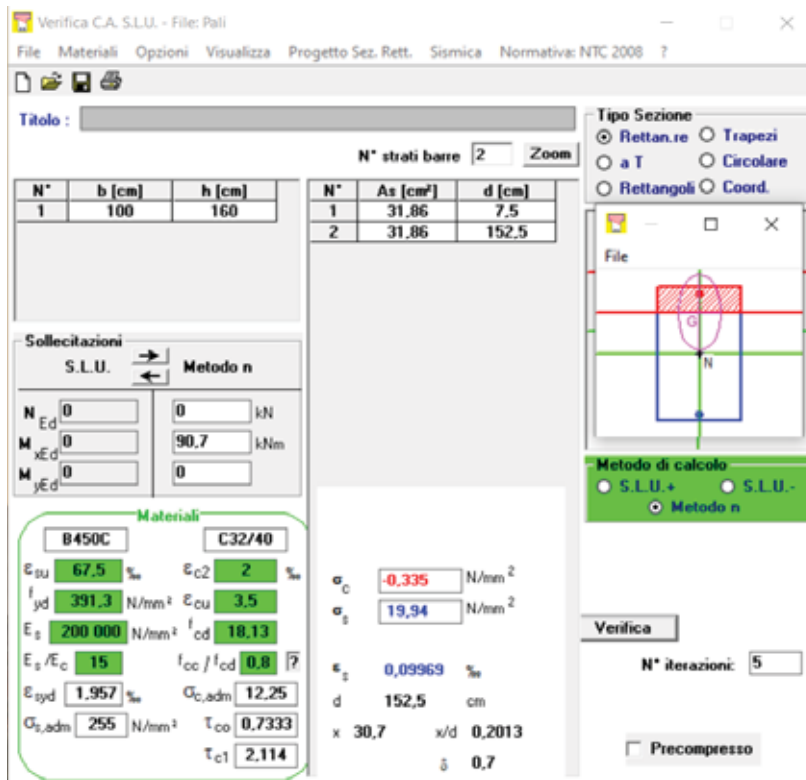 Verifica C.A. S.L.U. - File: Pali
File Materiali Opzioni Visualizza Progetto Sez. Rett. Sismica Normativa: NTC 2008 ?
Titolo :
N° strati barre 2 Zoom
N° b [cm] h [cm]
1 100 160
N° As [cm²] d [cm]
1 31,86 7,5
2 31,86 152,5
Tipo Sezione
Rettan.re Trapezi
a T Circolare
Rettangoli Coord.
File
G
N
Sollecitazioni
S.L.U. Metodo n
N Ed 0 0 kN
M xEd 0 90,7 kNm
M yEd 0 0
Metodo di calcolo
S.L.U.+ S.L.U.-
Metodo n
Materiali
B450C C32/40
εsu 67,5 ‰ εc2 2 ‰
fyd 391,3 N/mm² εcu 3,5
Es 200 000 N/mm² fcd 18,13
Es/Ec 15 fcc/fcd 0,8 ?
εsyd 1,957 ‰ σc,adm 12,25
σs,adm 255 N/mm² τco 0,7333
τc1 2,114
σc -0,335 N/mm²
σs 19,94 N/mm²
εs 0,09969 ‰
d 152,5 cm
x 30,7 x/d 0,2013
δ 0,7
Verifica
N° iterazioni: 5
Precompresso